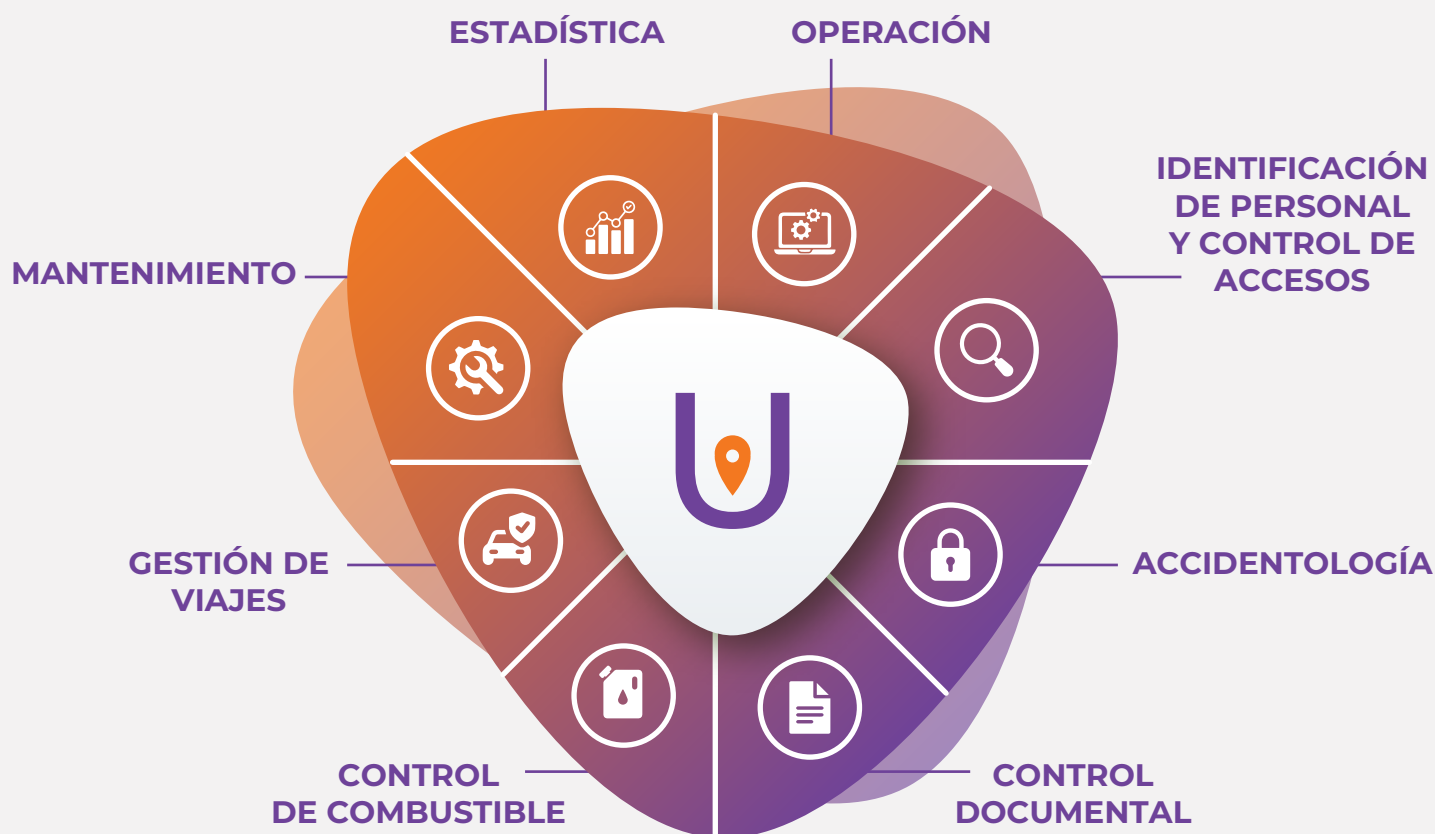 ESTADÍSTICA
OPERACIÓN
IDENTIFICACIÓN
DE PERSONAL
Y CONTROL DE
ACCESOS
MANTENIMIENTO
U
GESTIÓN DE
VIAJES
ACCIDENTOLOGÍA
CONTROL
DE COMBUSTIBLE
CONTROL
DOCUMENTAL